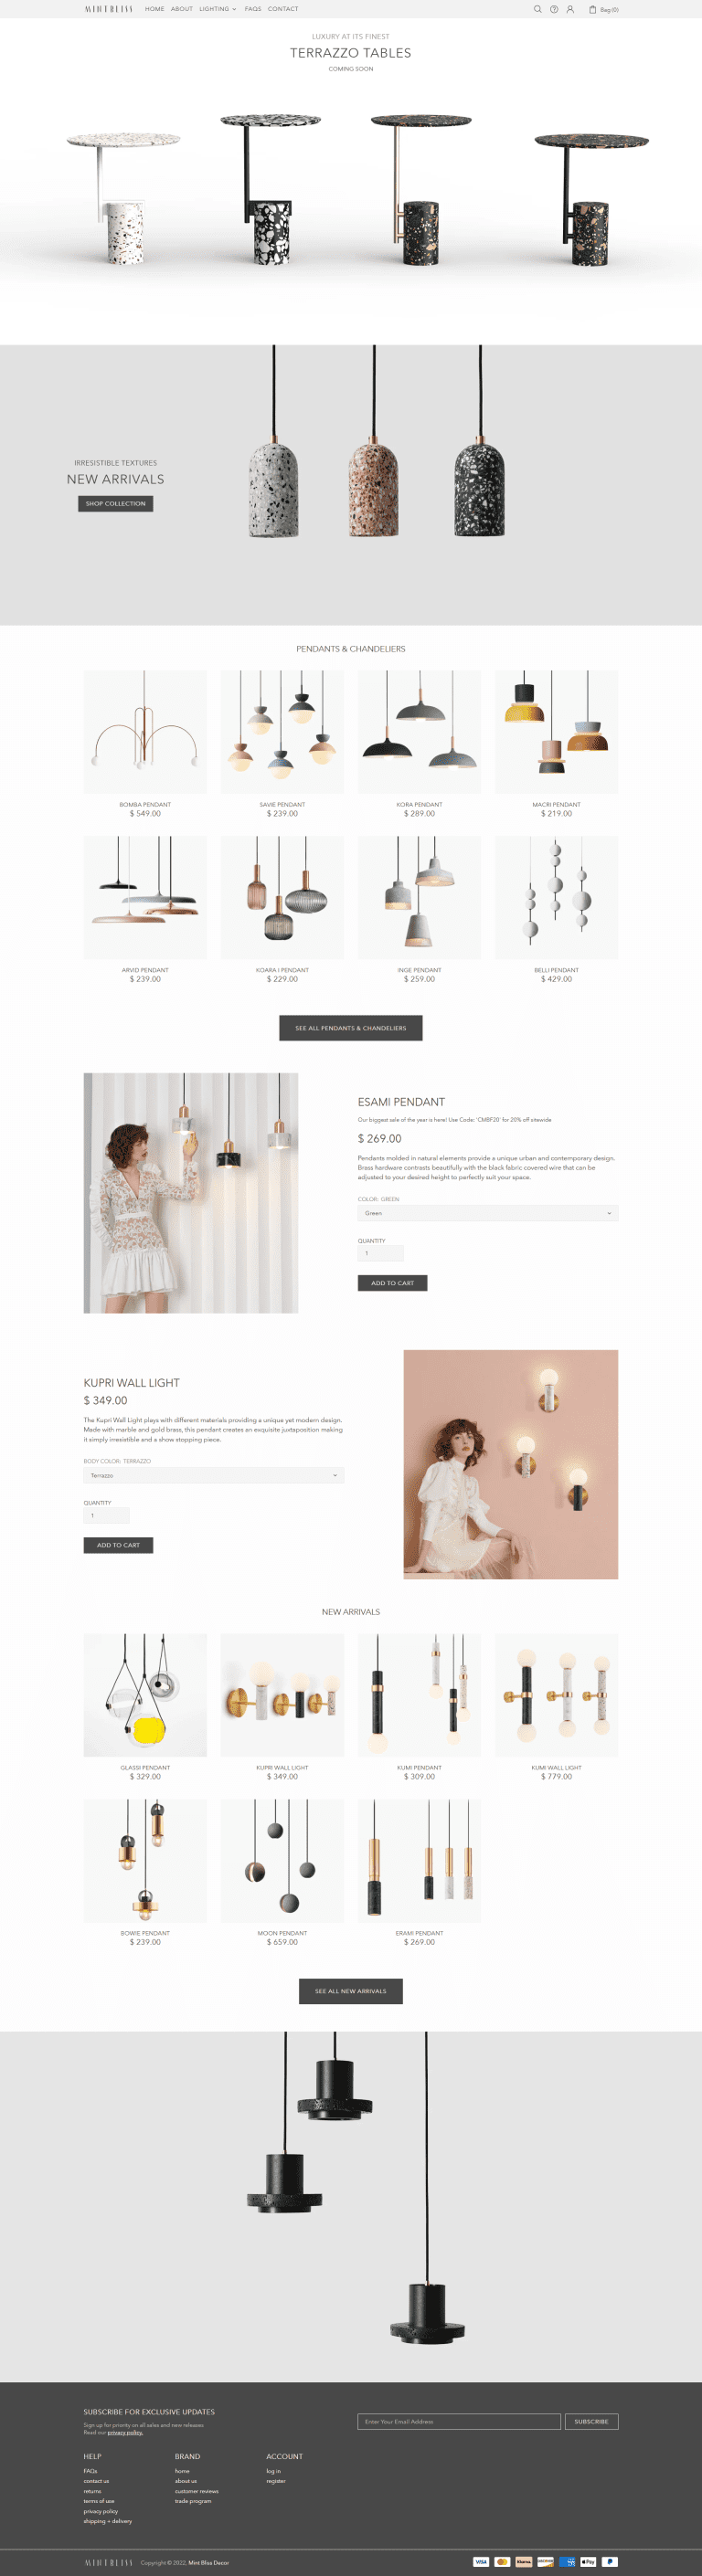 MINTBLISS
HOME ABOUT LIGHTING FAQS CONTACT
Bag (0)
LUXURY AT ITS FINEST
TERRAZZO TABLES
COMING SOON
IRRESISTIBLE TEXTURES
NEW ARRIVALS
SHOP COLLECTION
PENDANTS & CHANDELIERS
BOMBA PENDANT
$ 549.00
SAVIE PENDANT
$ 239.00
KORA PENDANT
$ 289.00
MACRI PENDANT
$ 219.00
ARVID PENDANT
$ 239.00
KOARA I PENDANT
$ 229.00
INGE PENDANT
$ 259.00
BELLI PENDANT
$ 429.00
SEE ALL PENDANTS & CHANDELIERS
ESAMI PENDANT
Our biggest sale of the year is here! Use Code: 'CMBF20' for 20% off sitewide
$ 269.00
Pendants molded in natural elements provide a unique urban and contemporary design.
Brass hardware contrasts beautifully with the black fabric covered wire that can be
adjusted to your desired height to perfectly suit your space.
COLOR: GREEN
Green
QUANTITY
1
ADD TO CART
KUPRI WALL LIGHT
$ 349.00
The Kupri Wall Light plays with different materials providing a unique yet modern design.
Made with marble and gold brass, this pendant creates an exquisite juxtaposition making
it simply irresistible and a show stopping piece.
BODY COLOR: TERRAZZO
Terrazzo
QUANTITY
1
ADD TO CART
NEW ARRIVALS
GLASSI PENDANT
$ 329.00
KUPRI WALL LIGHT
$ 349.00
KUMI PENDANT
$ 309.00
KUMI WALL LIGHT
$ 779.00
BOWIE PENDANT
$ 239.00
MOON PENDANT
$ 659.00
ERAMI PENDANT
$ 269.00
SEE ALL NEW ARRIVALS
SUBSCRIBE FOR EXCLUSIVE UPDATES
Sign up for priority on all sales and new releases
Read our privacy policy.
Enter Your Email Address
SUBSCRIBE
HELP
FAQs
contact us
returns
terms of use
privacy policy
shipping + delivery
BRAND
home
about us
customer reviews
trade program
ACCOUNT
log in
register
MINTBLISS
Copyright © 2022, Mint Bliss Decor
VISA
Klarna.
DISCOVER
Pay